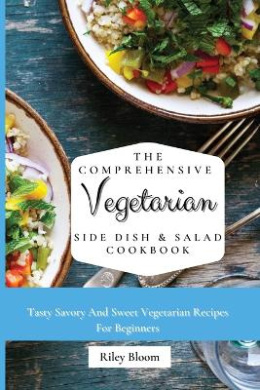 THE
COMPREHENSIVE
Vegetarian
SIDE DISH & SALAD
COOKBOOK
Tasty Savory And Sweet Vegetarian Recipes
For Beginners
Riley Bloom